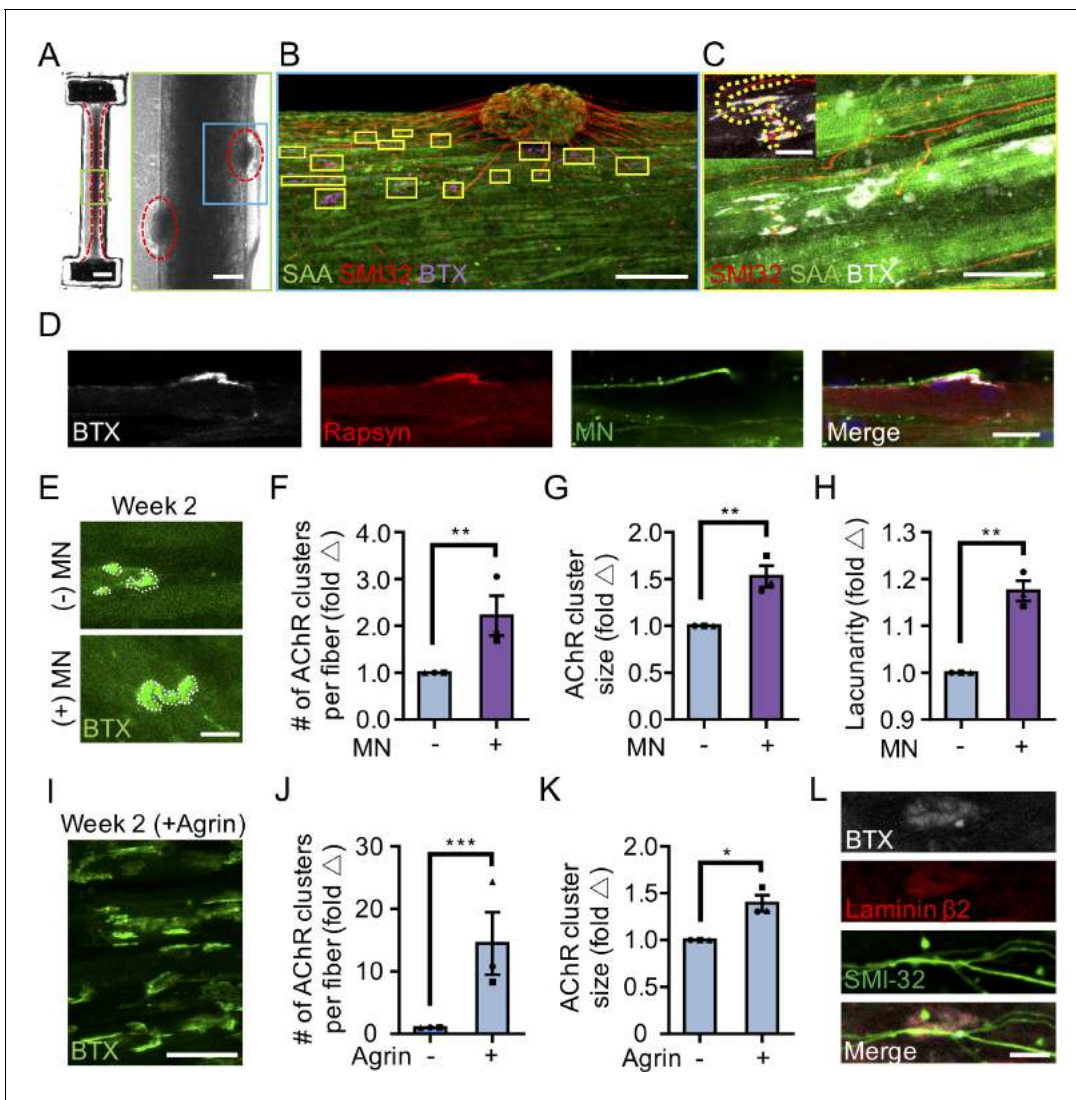 A
B
C
SAA SMI32 BTX
SMI32 SAA BTX
D
BTX
Rapsyn
MN
Merge
E
Week 2
(-) MN
(+) MN
BTX
F
# of AChR clusters
per fiber (fold △)
4.0
3.0
2.0
1.0
0.0
**
MN - +
G
AChR cluster
size (fold △)
2.0
1.5
1.0
0.5
0.0
**
MN - +
H
Lacunarity (fold △)
1.3
1.2
1.1
1.0
0.9
**
MN - +
I
Week 2 (+Agrin)
BTX
J
# of AChR clusters
per fiber (fold △)
30
20
10
0
***
Agrin - +
K
AChR cluster
size (fold △)
2.0
1.5
1.0
0.5
0.0
*
Agrin - +
L
BTX
Laminin β2
SMI-32
Merge